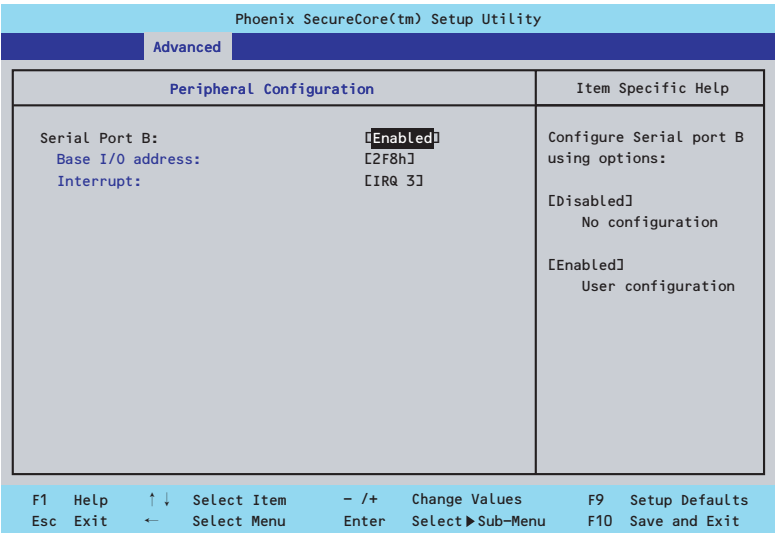 Phoenix SecureCore(tm) Setup Utility
Advanced
Peripheral Configuration
Item Specific Help
Serial Port B: [Enabled]
Base I/O address: [2F8h]
Interrupt: [IRQ 3]
Configure Serial port B
using options:
[Disabled]
No configuration
[Enabled]
User configuration
F1 Help ↑↓ Select Item – /+ Change Values F9 Setup Defaults
Esc Exit ← Select Menu Enter Select▶Sub–Menu F10 Save and Exit